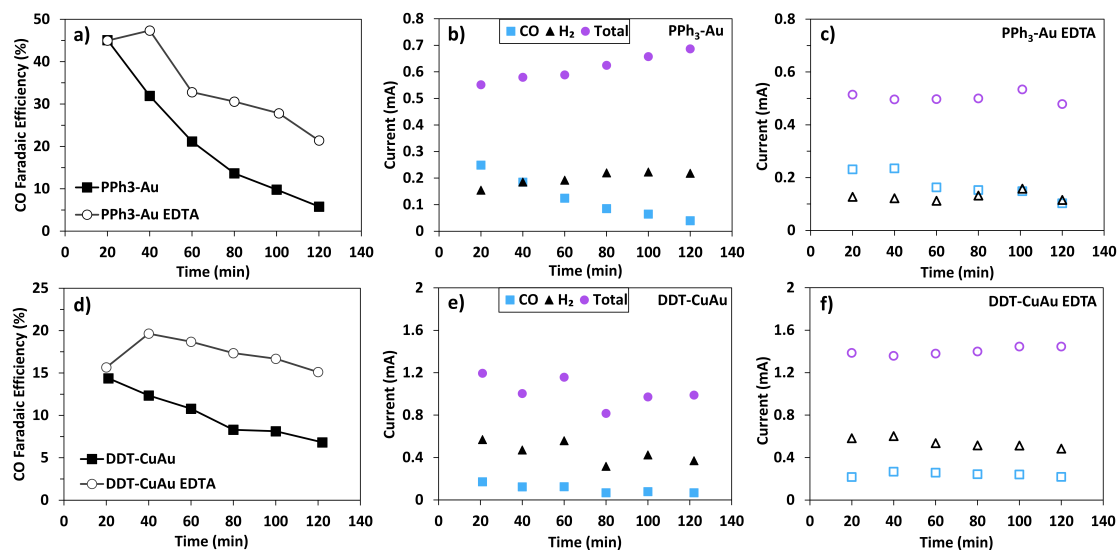 a)
CO Faradaic Efficiency (%)
50
40
30
20
10
0
PPh3-Au
PPh3-Au EDTA
0 20 40 60 80 100 120 140
Time (min)
b)
CO H₂ Total
PPh₃-Au
Current (mA)
0.8
0.6
0.4
0.2
0.0
0 20 40 60 80 100 120 140
Time (min)
c)
PPh₃-Au EDTA
Current (mA)
0.8
0.6
0.4
0.2
0
0 20 40 60 80 100 120 140
Time (min)
d)
CO Faradaic Efficiency (%)
25
20
15
10
5
0
DDT-CuAu
DDT-CuAu EDTA
0 20 40 60 80 100 120 140
Time (min)
e)
CO H₂ Total
DDT-CuAu
Current (mA)
2
1.6
1.2
0.8
0.4
0
0 20 40 60 80 100 120 140
Time (min)
f)
DDT-CuAu EDTA
Current (mA)
2
1.6
1.2
0.8
0.4
0
0 20 40 60 80 100 120 140
Time (min)